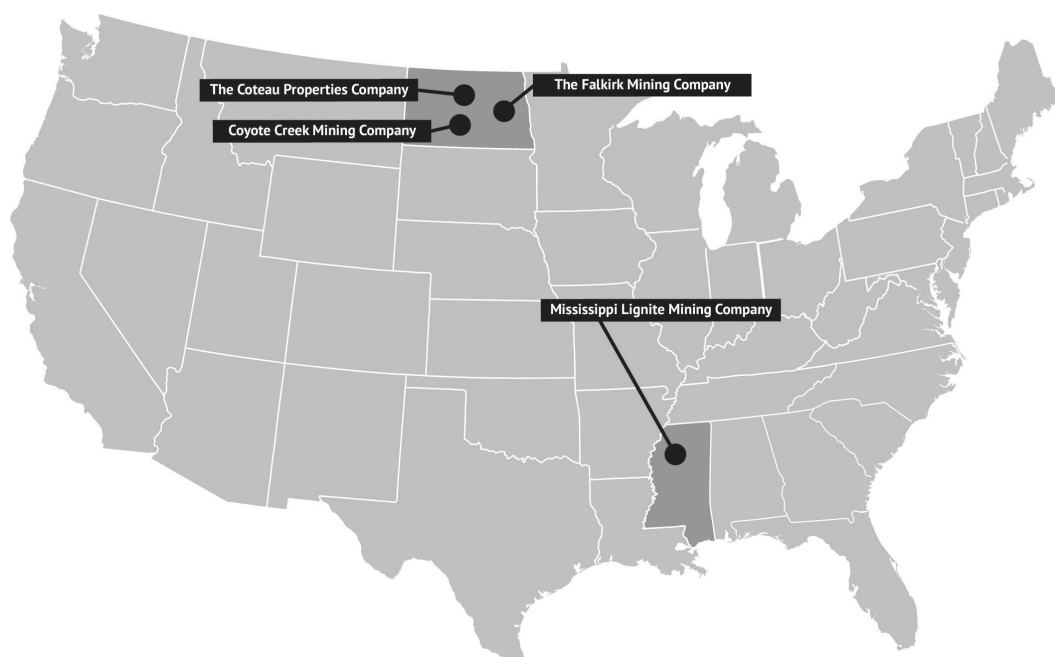 The Coteau Properties Company
The Falkirk Mining Company
Coyote Creek Mining Company
Mississippi Lignite Mining Company